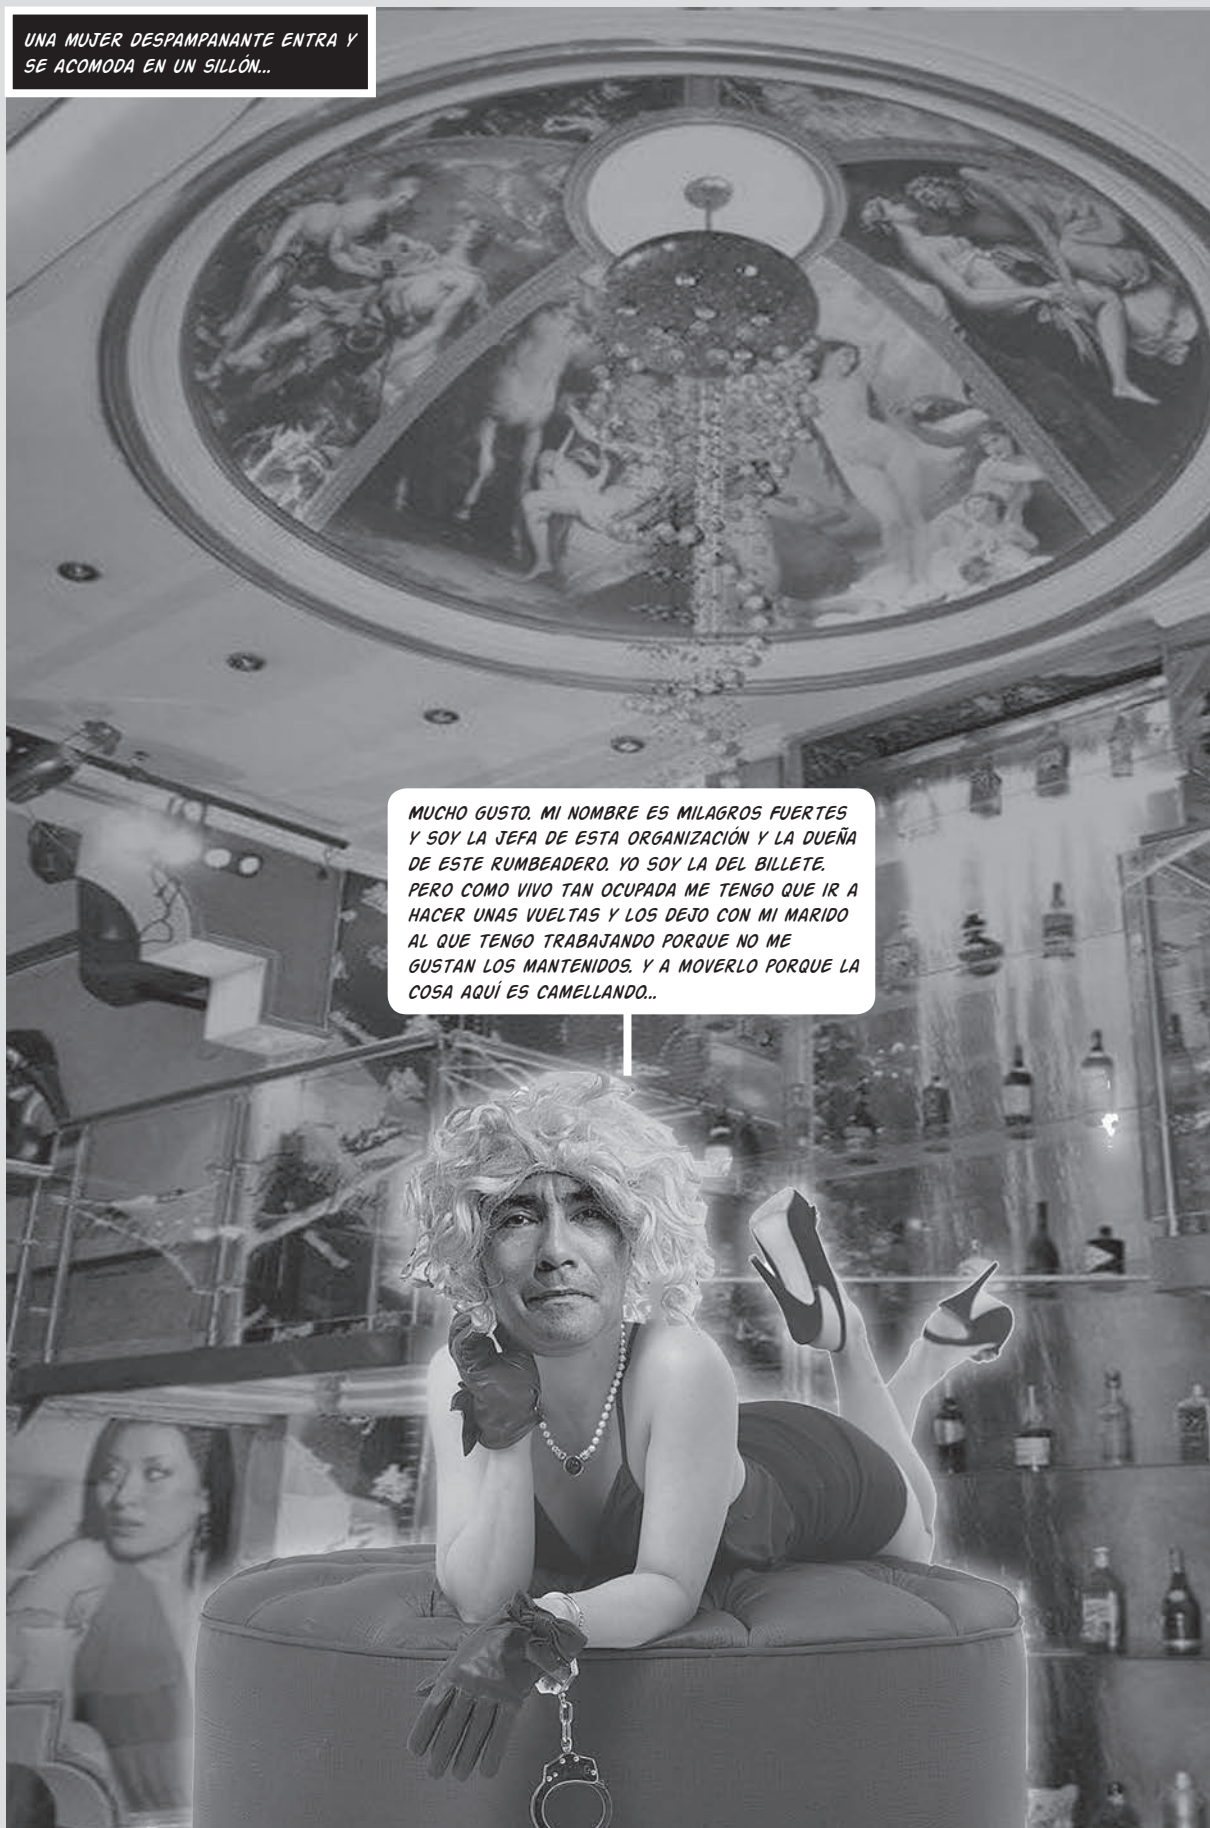 UNA MUJER DESPAMPANANTE ENTRA Y
SE ACOMODA EN UN SILLÓN...
MUCHO GUSTO. MI NOMBRE ES MILAGROS FUERTES
Y SOY LA JEFA DE ESTA ORGANIZACIÓN Y LA DUEÑA
DE ESTE RUMBEADERO. YO SOY LA DEL BILLETE.
PERO COMO VIVO TAN OCUPADA ME TENGO QUE IR A
HACER UNAS VUELTAS Y LOS DEJO CON MI MARIDO
AL QUE TENGO TRABAJANDO PORQUE NO ME
GUSTAN LOS MANTENIDOS. Y A MOVERLO PORQUE LA
COSA AQUÍ ES CAMELLANDO...